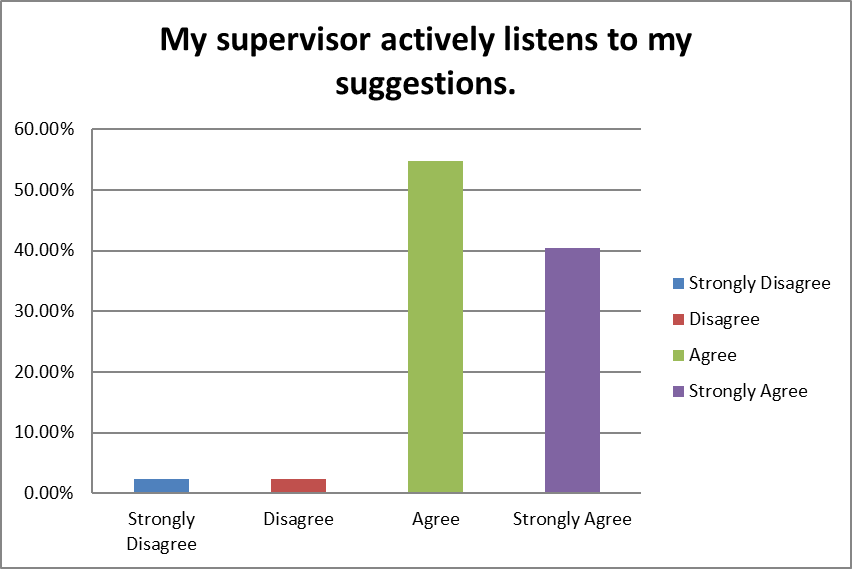 My supervisor actively listens to my
suggestions.
60.00%
50.00%
40.00%
30.00%
20.00%
10.00%
0.00%
Strongly
Disagree
Disagree
Agree
Strongly Agree
Strongly Disagree
Disagree
Agree
Strongly Agree